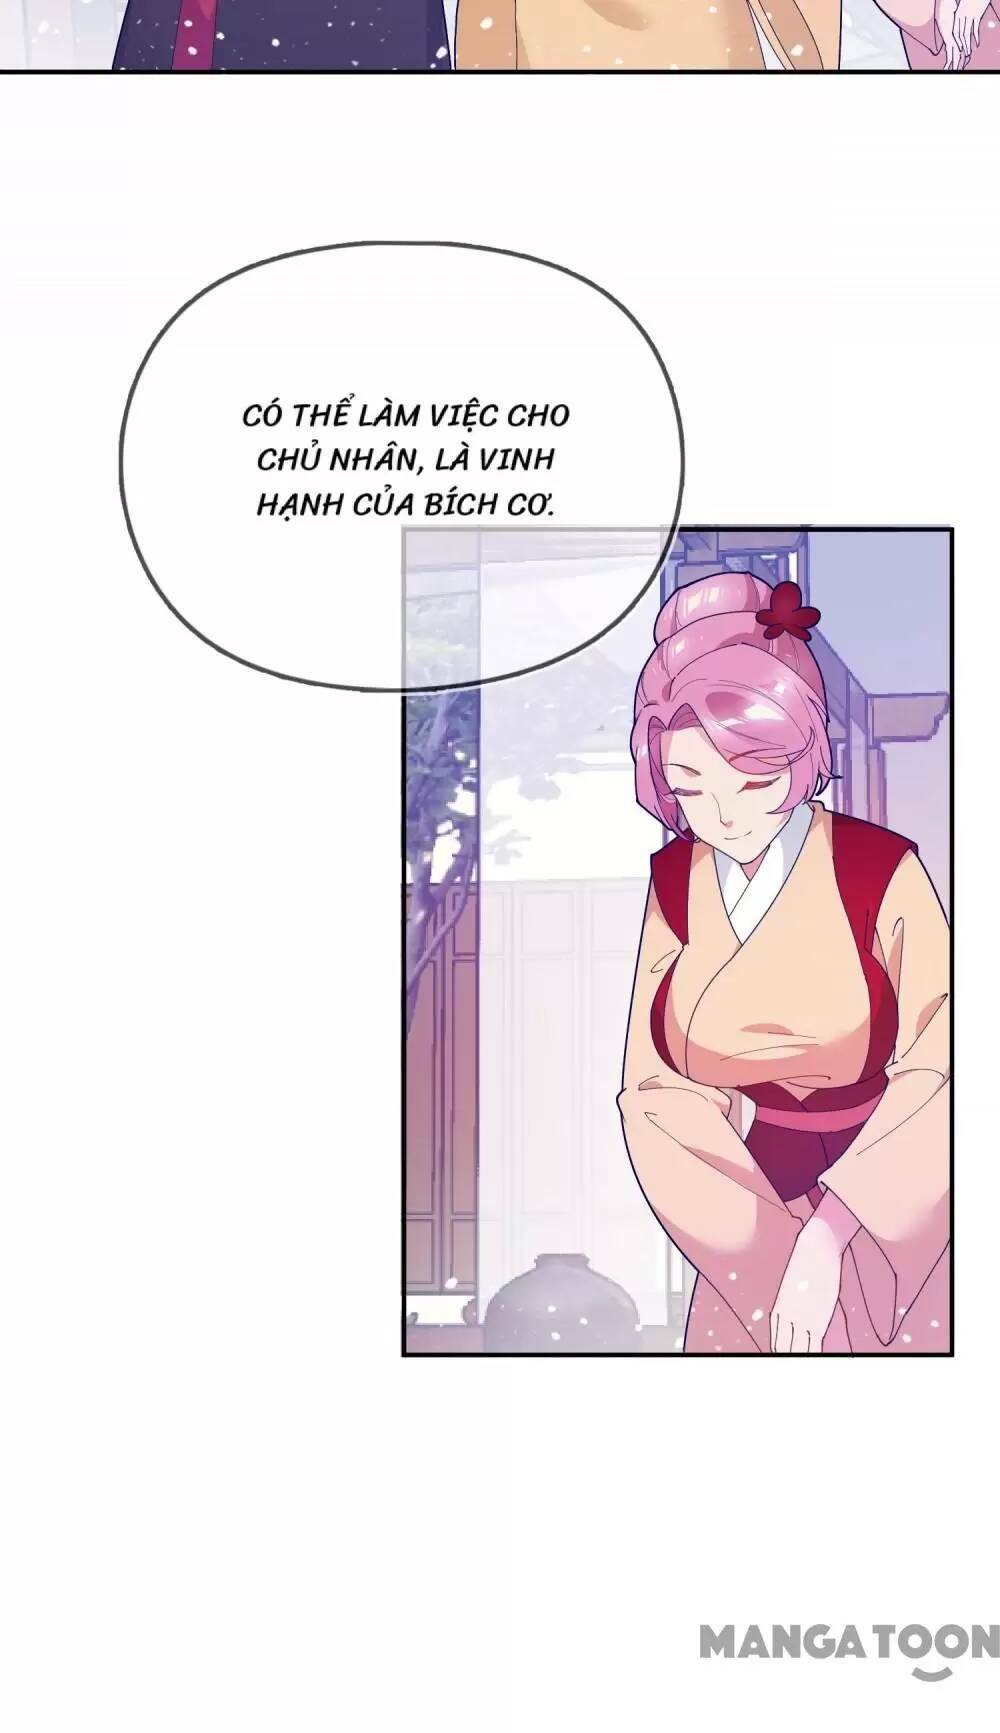 CÓ THỂ LÀM VIỆC CHO
CHỦ NHÂN, LÀ VINH
HẠNH CỦA BÍCH CƠ.
MANGATOON